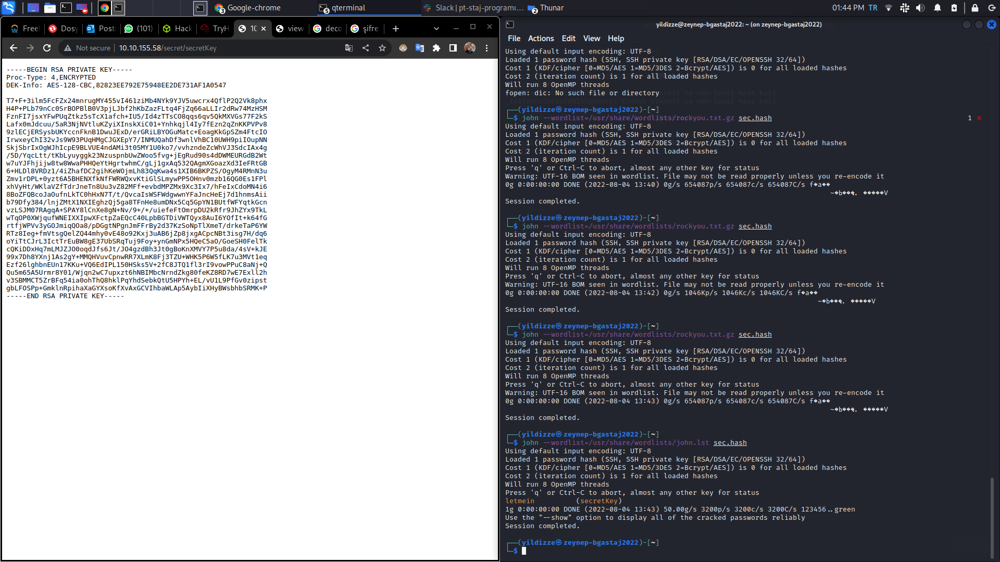 Google-chrome
3
qterminal
5
Slack | pt-staj-programı…
Thunar
2
01:44 PM TR
Free
Dosy
Posta
(101)
Hack
TryH
10
view
deco
şifre
Not secure
10.10.155.58/secret/secretKey
-----BEGIN RSA PRIVATE KEY-----
Proc-Type: 4,ENCRYPTED
DEK-Info: AES-128-CBC,82823EE792E75948EE2DE731AF1A0547
T7+F+3ilm5FcFZx24mnrugMY455vI461ziMb4NYk9YJV5uwcrx4QflP2Q2Vk8phx
H4P+PLb79nCc0SrBOPBlB0V3pjLJbf2hKbZazFLtq4FjZq66aLLIr2dRw74MzHSM
FznFI7jsxYFwPUqZtkz5sTcX1afch+IU5/Id4zTTsCO8qqs6qv5QkMXVGs77F2kS
Lafx0mJdcuu/5aR3NjNVtluKZyiXInskXiC01+Ynhkqjl4Iy7fEzn2qZnKKPVPv8
9zlECjERSysbUKYccnFknB1DwuJExD/erGRiLBYOGuMatc+EoagKkGpSZm4FtcIO
IrwxeyChI32vJs9W93PUqHMgCJGXEpY7/INMUQahDf3wnlVhBC10UWH9piIOupNN
SkjSbrIxOgWJhIcpE9BLVUE4ndAMi3t05MY1U0ko7/vvhzndeZcWhVJ3SdcIAx4g
/5D/YqcLtt/tKbLyuyggk23NzuspnbUwZWoo5fvg+jEgRud90s4dDWMEURGdB2Wt
w7uYJFhjijw8tw8WwaPHHQeYtHgrtwhmC/gLj1gxAq532QAgmXGoazXd3IeFRtGB
6+HLDl8VRDz1/4iZhafDC2gihKeWOjmLh83QqKwa4s1XIB6BKPZS/OgyM4RMnN3u
Zmv1rDPL+0yzt6A5BHENXfkNfFWRWQxvKtiGlSLmywPP5OHnv0mzb16QG0Es1FPl
xhVyHt/WKlaVZfTdrJneTn8Uu3vZ82MFf+evbdMPZMx9Xc3Ix7/hFeIxCdoMN4i6
8BoZFQBcoJaOufnLkTC0hHxN7T/t/QvcaIsWSFWdgwwnYFaJncHeEj7d1hnmsAii
b79Dfy384/lnjZMtX1NXIEghzQj5ga8TFnHe8umDNx5Cq5GpYN1BUtfWFYqtkGcn
vzLSJM07RAgqA+SPAY8lCnXe8gN+Nv/9+/+/uiefeFtOmrpDU2kRfr9JhZYx9TkL
wTqOP0XWjqufWNEIXXIpwXFctpZaEQcC40LpbBGTDiVWTQyx8AuI6YOfIt+k64fG
rtfjWPVv3yGOJmiqQOa8/pDGgtNPgnJmFFrBy2d37KzSoNpTlXmeT/drkeTaP6YW
RTz8Ieg+fmVtsgQelZQ44mhy0vE48o92Kxj3uAB6jZp8jxgACpcNBt3isg7H/dq6
oYiTtCJrL3IctTrEuBW8gE37UbSRqTuj9Foy+ynGmNPx5HQeC5aO/GoeSH0FelTk
cQKiDDxHq7mLMJZJO0oqdJfs6Jt/JO4gzdBh3Jt0gBoKnXMVY7P5u8da/4sV+kJE
99x7Dh8YXnj1As2gY+MMQHVuvCpnwRR7XLmK8Fj3TZU+WHK5P6W5fLK7u3MVt1eq
Ezf26lghbnEUn17KKu+VQ6EdIPL150HSks5V+2fC8JTQ1fl3rI9vowPPuC8aNj+Q
Qu5m65A5Urmr8Y01/Wjqn2wC7upxzt6hNBIMbcNrndZkg80feKZ8RD7wE7Exll2h
v3SBMMCT5ZrBFq54ia0ohThQ8hklPqYhdSebkQtU5HPYh+EL/vU1L9PfGv0zipst
gbLFOSPp+GmklnRpihaXaGYXsoKfXvAxGCVIhbaWLAp5AybIiXHyBWsbhbSRMK+P
-----END RSA PRIVATE KEY-----
yildizze@zeynep-bgastaj2022: ~ (on zeynep-bgastaj2022)
File Actions Edit View Help
Using default input encoding: UTF-8
Loaded 1 password hash (SSH, SSH private key [RSA/DSA/EC/OPENSSH 32/64])
Cost 1 (KDF/cipher [0=MD5/AES 1=MD5/3DES 2=Bcrypt/AES]) is 0 for all loaded hashes
Cost 2 (iteration count) is 1 for all loaded hashes
Will run 8 OpenMP threads
fopen: dic: No such file or directory
┌──(yildizze㉿zeynep-bgastaj2022)-[~]
└─$ john --wordlist=/usr/share/wordlists/rockyou.txt.gz sec.hash 1 ⨯
Using default input encoding: UTF-8
Loaded 1 password hash (SSH, SSH private key [RSA/DSA/EC/OPENSSH 32/64])
Cost 1 (KDF/cipher [0=MD5/AES 1=MD5/3DES 2=Bcrypt/AES]) is 0 for all loaded hashes
Cost 2 (iteration count) is 1 for all loaded hashes
Will run 8 OpenMP threads
Press 'q' or Ctrl-C to abort, almost any other key for status
Warning: UTF-16 BOM seen in wordlist. File may not be read properly unless you re-encode it
0g 0:00:00:00 DONE (2022-08-04 13:40) 0g/s 654087p/s 654087c/s 654087C/s f�a��
~�b���. �����V
Session completed.
┌──(yildizze㉿zeynep-bgastaj2022)-[~]
└─$ john --wordlist=/usr/share/wordlists/rockyou.txt.gz sec.hash
Using default input encoding: UTF-8
Loaded 1 password hash (SSH, SSH private key [RSA/DSA/EC/OPENSSH 32/64])
Cost 1 (KDF/cipher [0=MD5/AES 1=MD5/3DES 2=Bcrypt/AES]) is 0 for all loaded hashes
Cost 2 (iteration count) is 1 for all loaded hashes
Will run 8 OpenMP threads
Press 'q' or Ctrl-C to abort, almost any other key for status
Warning: UTF-16 BOM seen in wordlist. File may not be read properly unless you re-encode it
0g 0:00:00:00 DONE (2022-08-04 13:42) 0g/s 1046Kp/s 1046Kc/s 1046KC/s f�a��
~�b���. �����V
Session completed.
┌──(yildizze㉿zeynep-bgastaj2022)-[~]
└─$ john --wordlist=/usr/share/wordlists/rockyou.txt.gz sec.hash
Using default input encoding: UTF-8
Loaded 1 password hash (SSH, SSH private key [RSA/DSA/EC/OPENSSH 32/64])
Cost 1 (KDF/cipher [0=MD5/AES 1=MD5/3DES 2=Bcrypt/AES]) is 0 for all loaded hashes
Cost 2 (iteration count) is 1 for all loaded hashes
Will run 8 OpenMP threads
Press 'q' or Ctrl-C to abort, almost any other key for status
Warning: UTF-16 BOM seen in wordlist. File may not be read properly unless you re-encode it
0g 0:00:00:00 DONE (2022-08-04 13:43) 0g/s 654087p/s 654087c/s 654087C/s f�a��
~�b���. �����V
Session completed.
┌──(yildizze㉿zeynep-bgastaj2022)-[~]
└─$ john --wordlist=/usr/share/wordlists/john.lst sec.hash
Using default input encoding: UTF-8
Loaded 1 password hash (SSH, SSH private key [RSA/DSA/EC/OPENSSH 32/64])
Cost 1 (KDF/cipher [0=MD5/AES 1=MD5/3DES 2=Bcrypt/AES]) is 0 for all loaded hashes
Cost 2 (iteration count) is 1 for all loaded hashes
Will run 8 OpenMP threads
Press 'q' or Ctrl-C to abort, almost any other key for status
letmein (secretKey)
1g 0:00:00:00 DONE (2022-08-04 13:43) 50.00g/s 3200p/s 3200c/s 3200C/s 123456..green
Use the "--show" option to display all of the cracked passwords reliably
Session completed.
┌──(yildizze㉿zeynep-bgastaj2022)-[~]
└─$